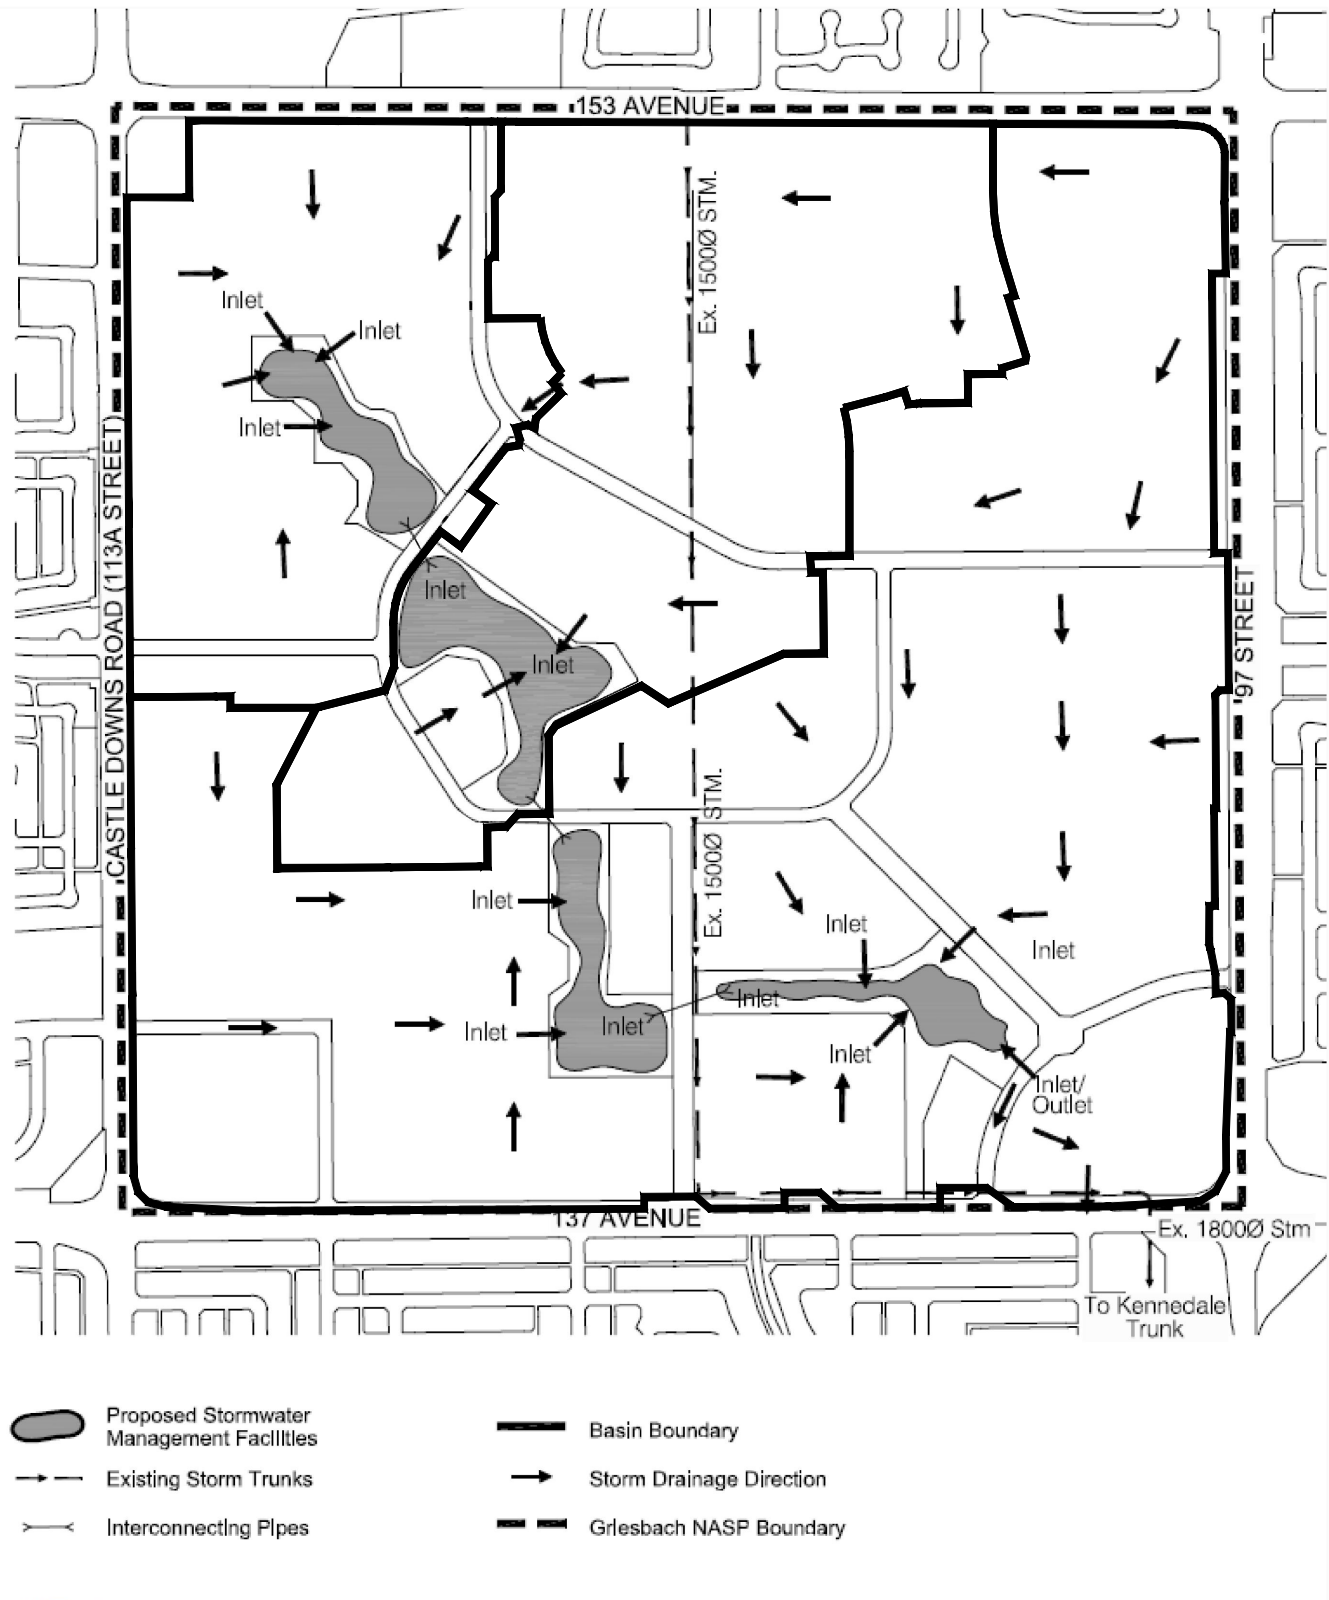 153 AVENUE
Ex. 1500Ø STM.
Inlet
Inlet
Inlet
CASTLE DOWNS ROAD (113A STREET)
97 STREET
Inlet
Inlet
Ex. 1500Ø STM.
Inlet
Inlet
Inlet
Inlet
Inlet
Inlet
Inlet
Inlet
Inlet/
Outlet
137 AVENUE
Ex. 1800Ø Stm
To Kennedale
Trunk
Proposed Stormwater
Management Facilities
Existing Storm Trunks
Interconnecting Pipes
Basin Boundary
Storm Drainage Direction
Griesbach NASP Boundary